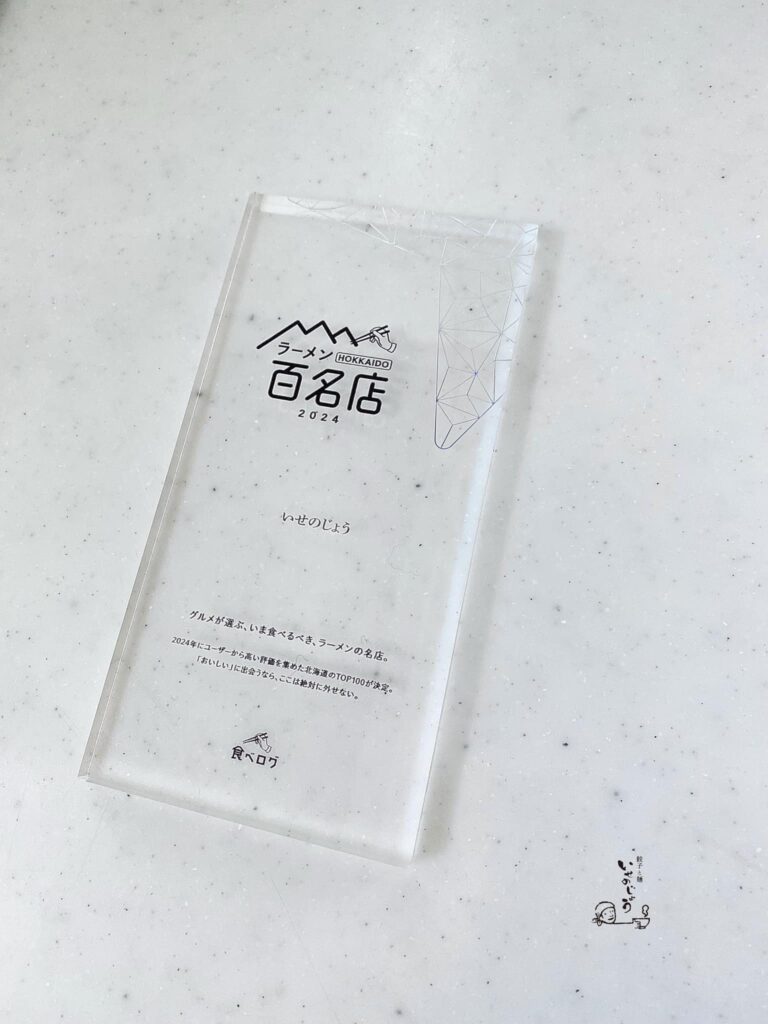 ラーメン HOKKAIDO
百名店
2024
いせのじょう
グルメが選ぶ、いま食べるべき、ラーメンの名店。
2024年にユーザーから高い評価を集めた北海道のTOP100が決定。
「おいしい」に出会うなら、ここは絶対に外せない。
食べログ
餃子と麺
いせのじょう